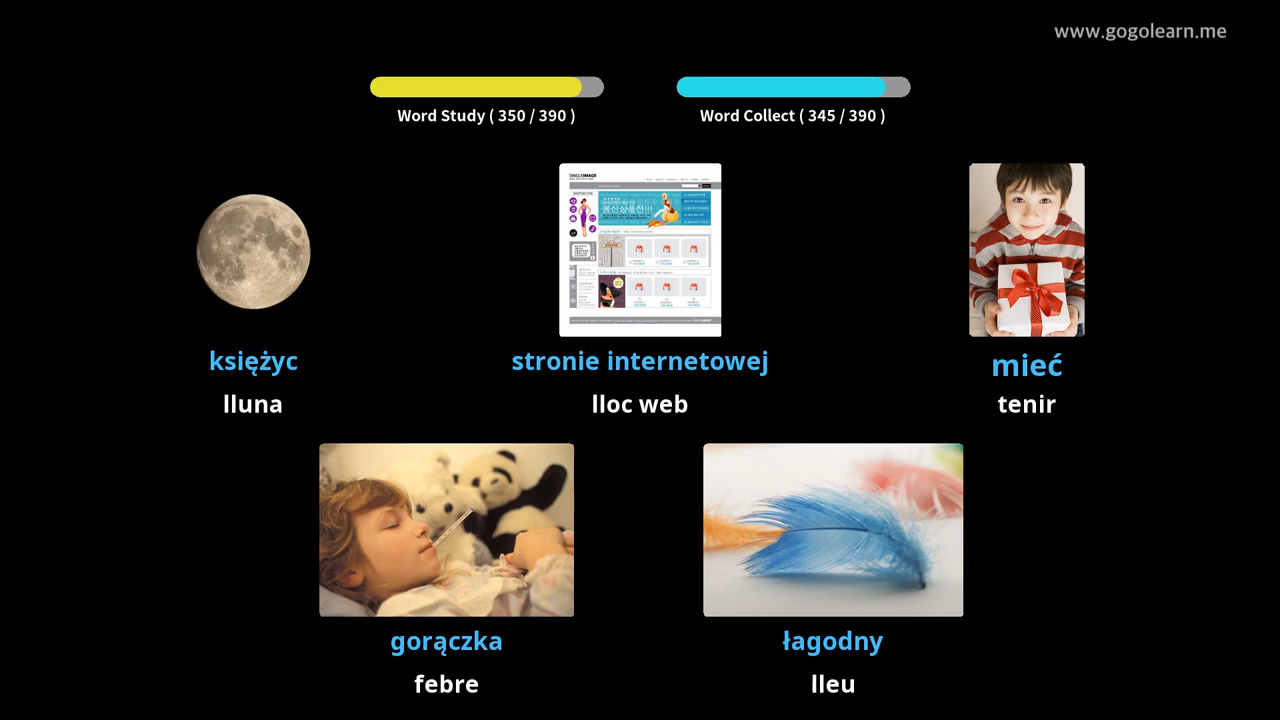 www.gogolearn.me
Word Study ( 350 / 390 )
Word Collect ( 345 / 390 )
księżyc
lluna
stronie internetowej
lloc web
mieć
tenir
gorączka
febre
łagodny
lleu